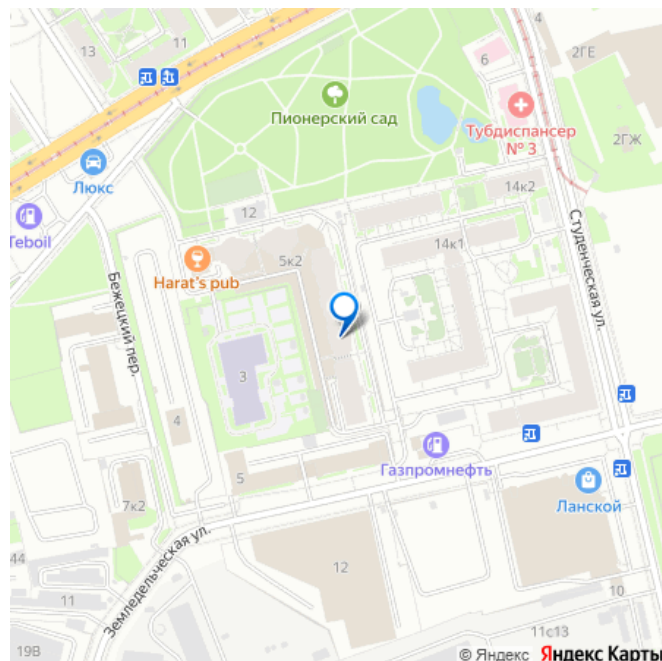 4
11
13
2ГЕ
6
Пионерский сад
Тубдиспансер
№ 3
2ГЖ
Люкс
14к2
12
Teboil
14к1
Студенческая ул.
5к2
Harat's pub
Бежецкий пер.
3
4
Газпромнефть
5
Ланской
7к2
Земледельческая ул.
44
12
10
11
11с13
19В
© Яндекс Яндекс Карты